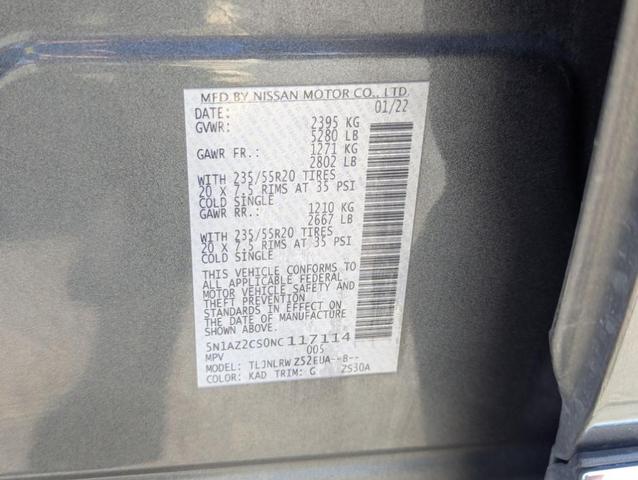 MFD BY NISSAN MOTOR CO., LTD.
DATE: 01/22
GVWR: 2395 KG
5280 LB
GAWR FR.: 1271 KG
2802 LB
WITH 235/55R20 TIRES
20 X 7.5 RIMS AT 35 PSI
COLD SINGLE
GAWR RR.: 1210 KG
2667 LB
WITH 235/55R20 TIRES
20 X 7.5 RIMS AT 35 PSI
COLD SINGLE
THIS VEHICLE CONFORMS TO
ALL APPLICABLE FEDERAL
MOTOR VEHICLE SAFETY AND
THEFT PREVENTION
STANDARDS IN EFFECT ON
THE DATE OF MANUFACTURE
SHOWN ABOVE.
5N1AZ2CS0NC117114
MPV 005
MODEL: TLJNLRW ZS2EUA--B--
COLOR: KAD TRIM: G ZS30A